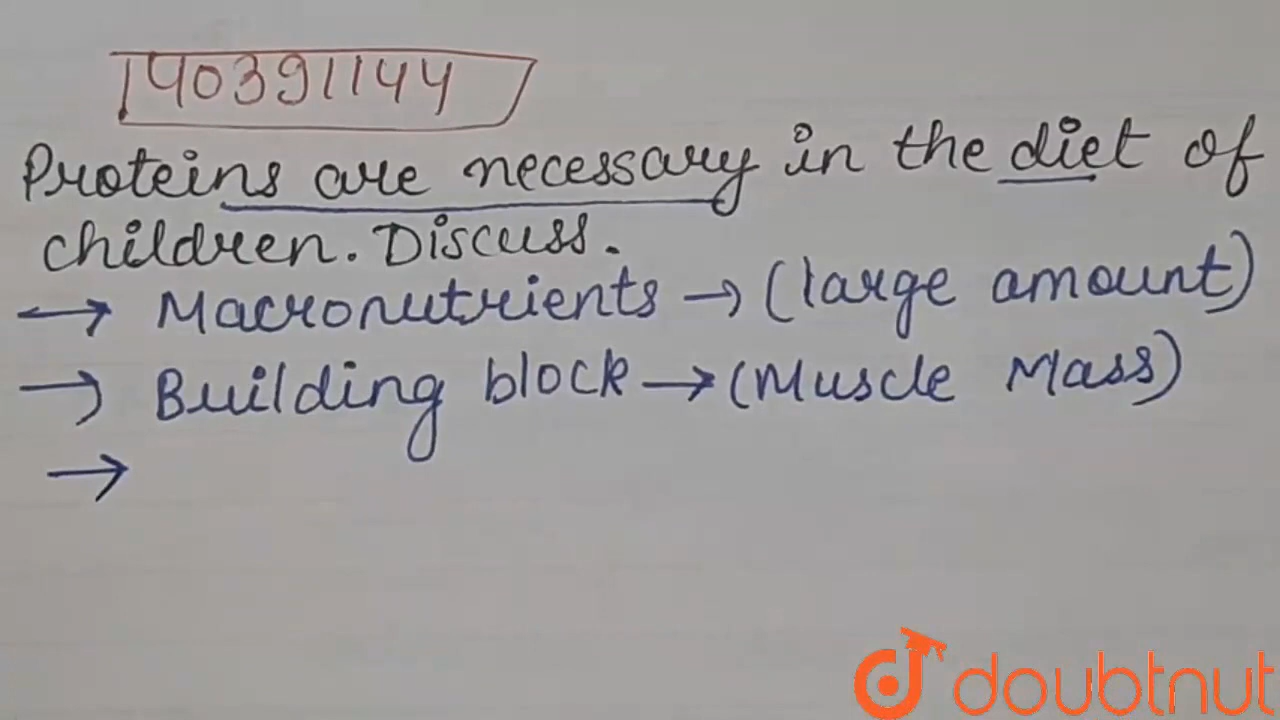 140391144
Proteins are necessary in the diet of
children. Discuss.
→ Macronutrients → (large amount)
→ Building block → (Muscle Mass)
→
doubtnut